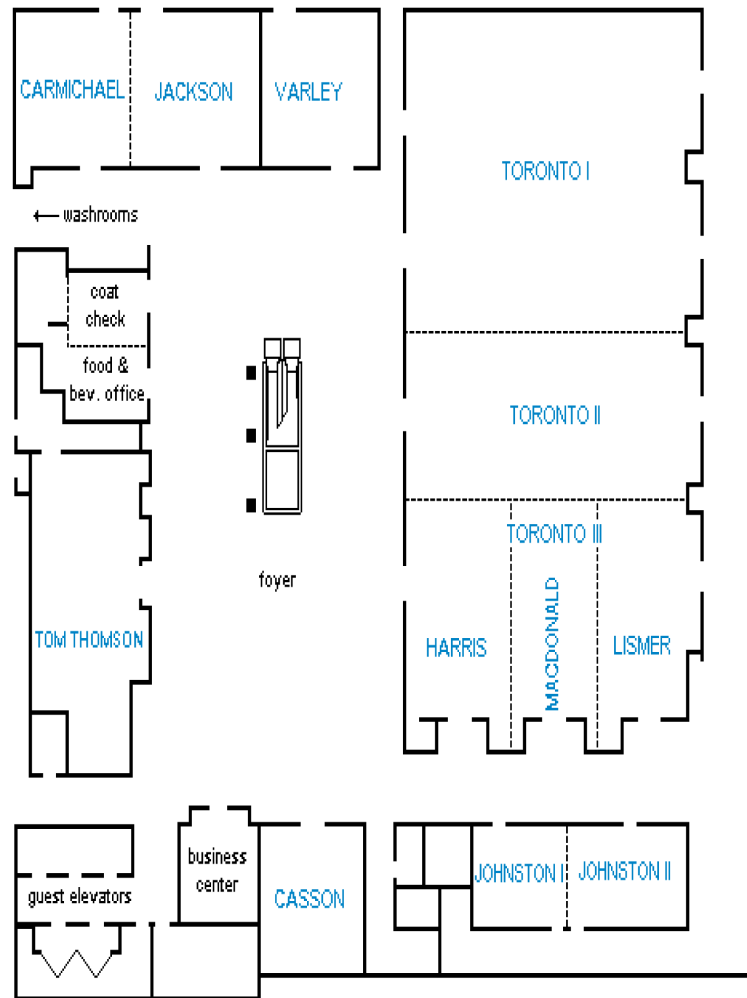 CARMICHAEL
JACKSON
VARLEY
TORONTO I
← washrooms
coat
check
food &
bev. office
TORONTO II
TORONTO III
foyer
TOM THOMSON
HARRIS
MACDONALD
LISMER
business
center
guest elevators
CASSON
JOHNSTON I
JOHNSTON II